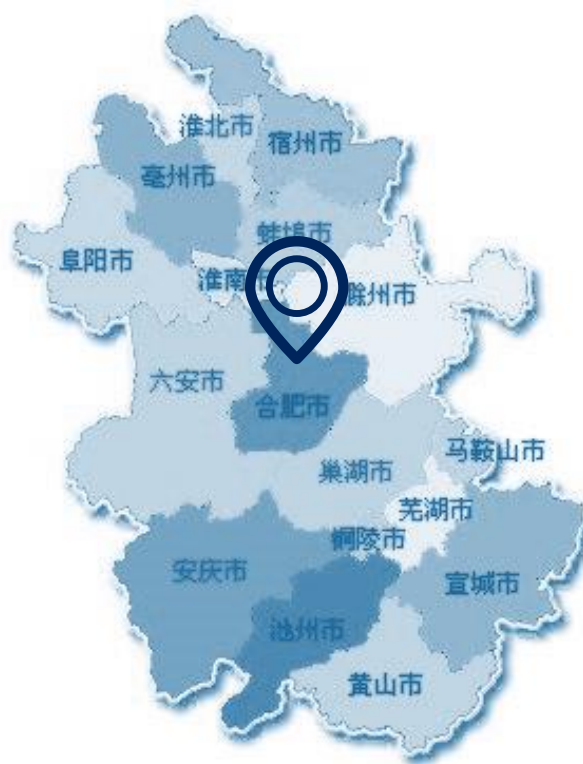 淮北市
宿州市
亳州市
蚌埠市
阜阳市
淮南市
滁州市
六安市
合肥市
马鞍山市
巢湖市
芜湖市
铜陵市
安庆市
宣城市
池州市
黄山市